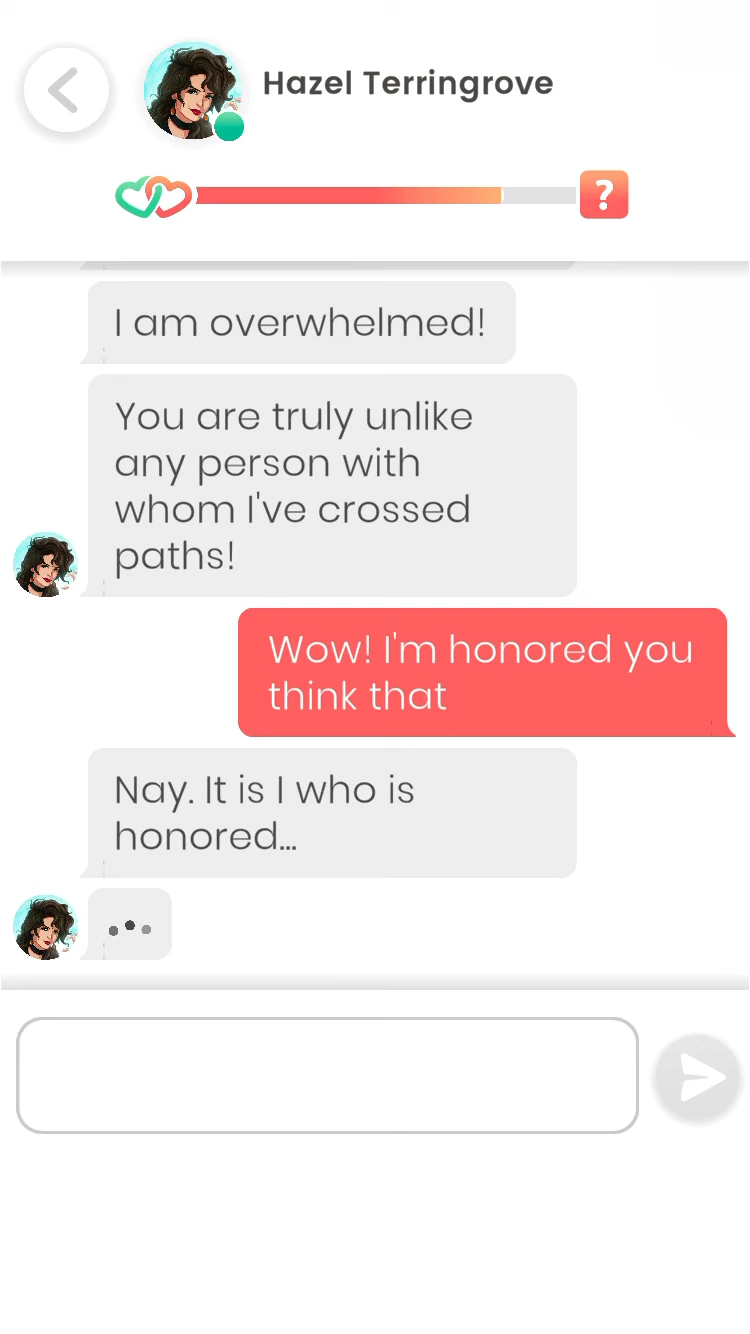 Hazel Terringrove
?
I am overwhelmed!
You are truly unlike
any person with
whom I've crossed
paths!
Wow! I'm honored you
think that
Nay. It is I who is
honored...